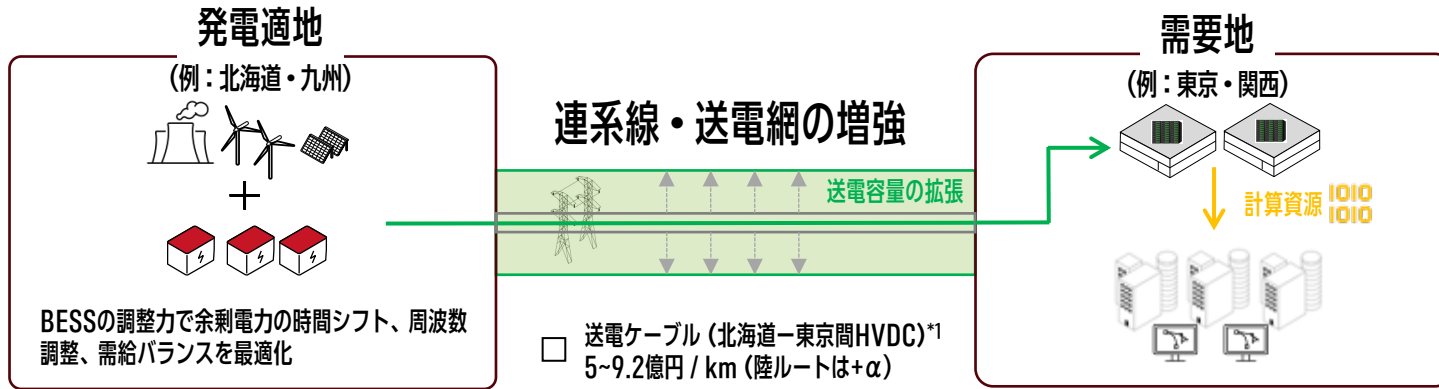 発電適地
(例：北海道・九州)
BESSの調整力で余剰電力の時間シフト、周波数
調整、需給バランスを最適化
連系線・送電網の増強
送電容量の拡張
□ 送電ケーブル (北海道ー東京間HVDC)*1
5~9.2億円 / km (陸ルートは+α)
需要地
(例：東京・関西)
計算資源
1010
1010